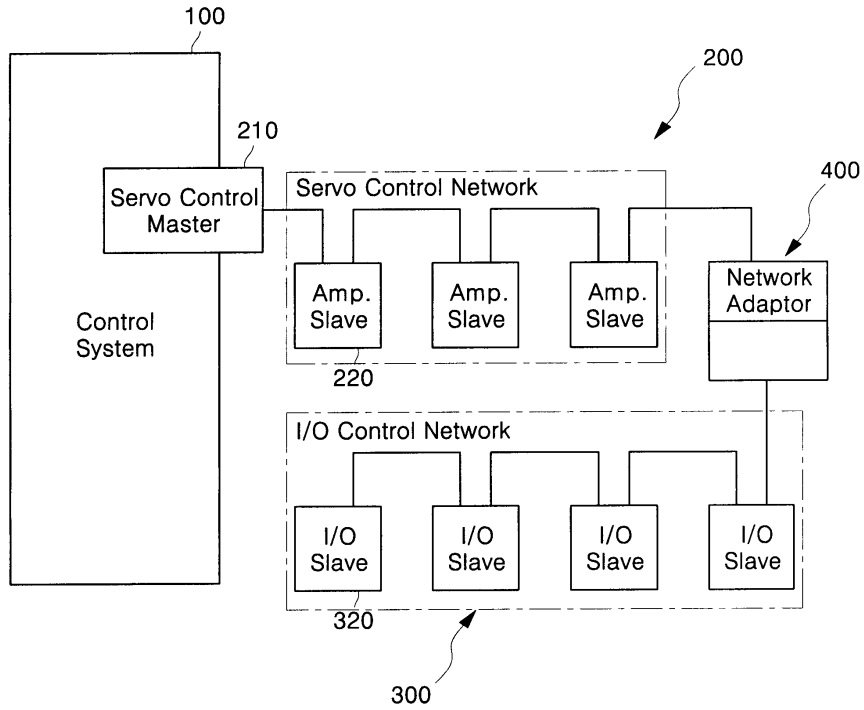 100
200
210
Servo Control
Master
Servo Control Network
400
Amp.
Slave
Amp.
Slave
Amp.
Slave
Network
Adaptor
Control
System
220
I/O Control Network
I/O
Slave
I/O
Slave
I/O
Slave
I/O
Slave
320
300